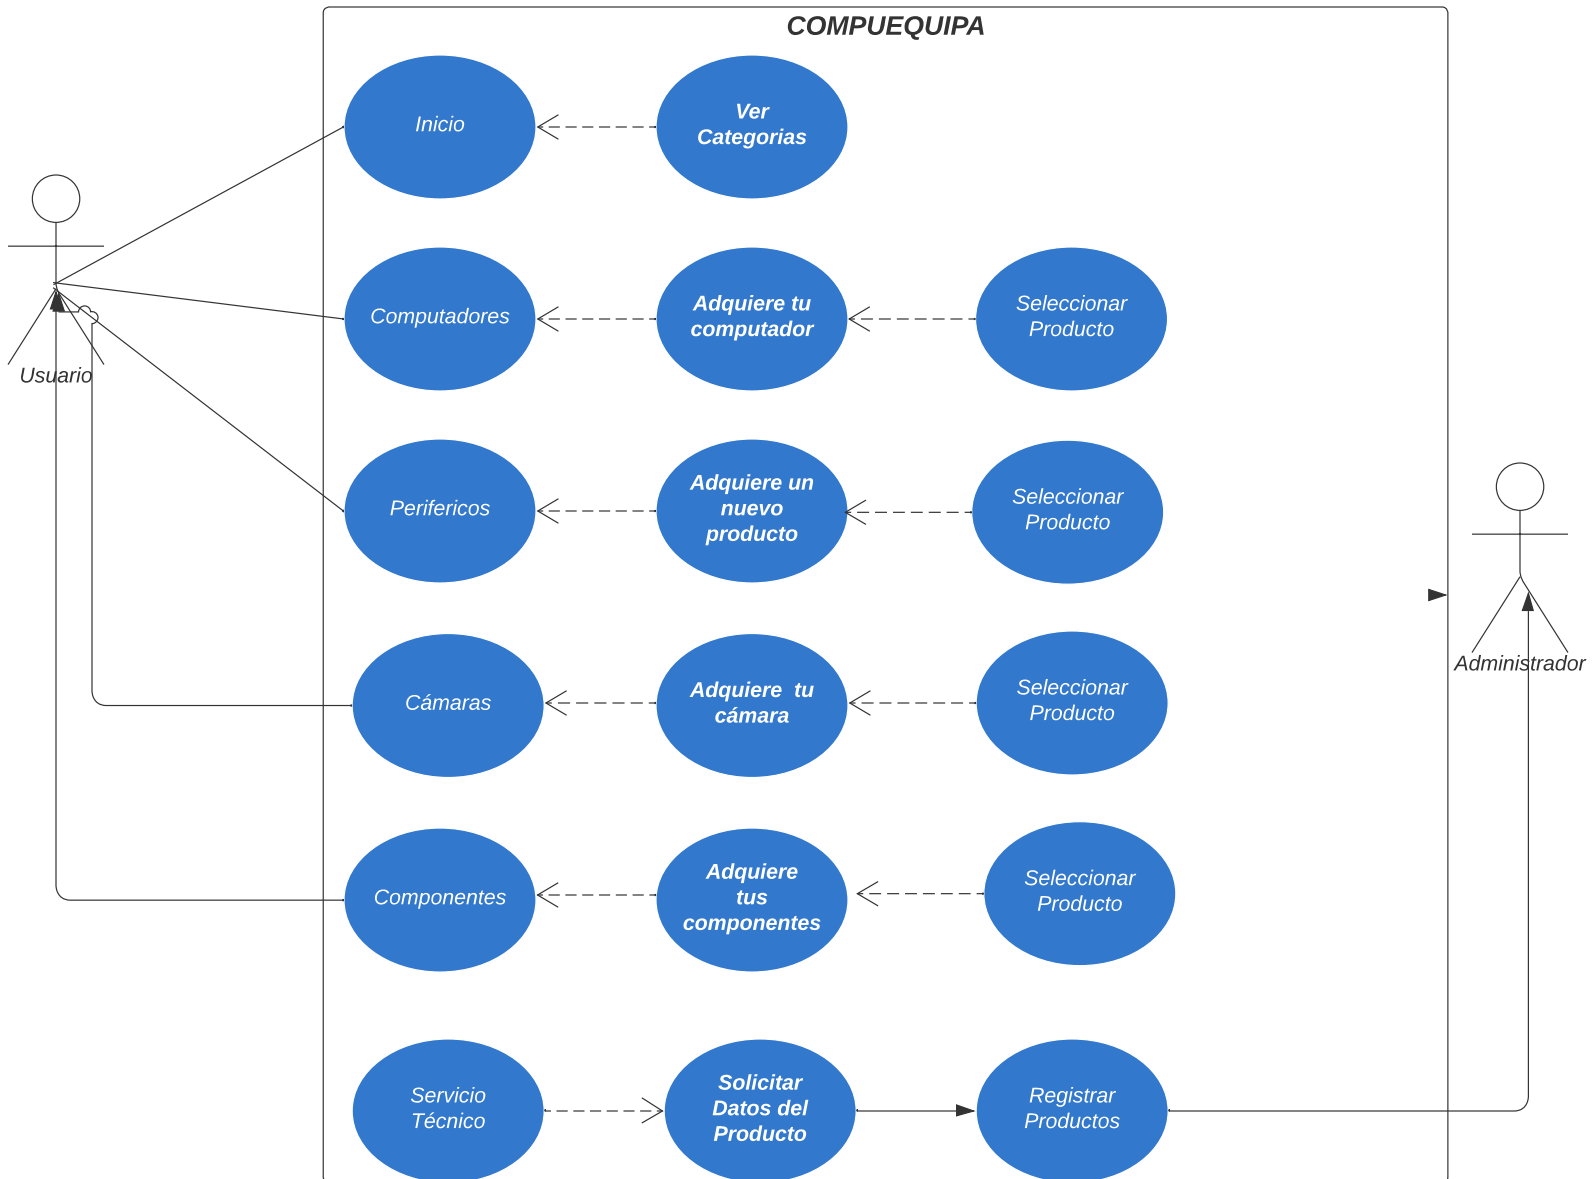 COMPUEQUIPA
Inicio
Ver
Categorias
Usuario
Computadores
Adquiere tu
computador
Seleccionar
Producto
Perifericos
Adquiere un
nuevo
producto
Seleccionar
Producto
Administrador
Cámaras
Adquiere  tu
cámara
Seleccionar
Producto
Componentes
Adquiere
tus
componentes
Seleccionar
Producto
Servicio
Técnico
Solicitar
Datos del
Producto
Registrar
Productos